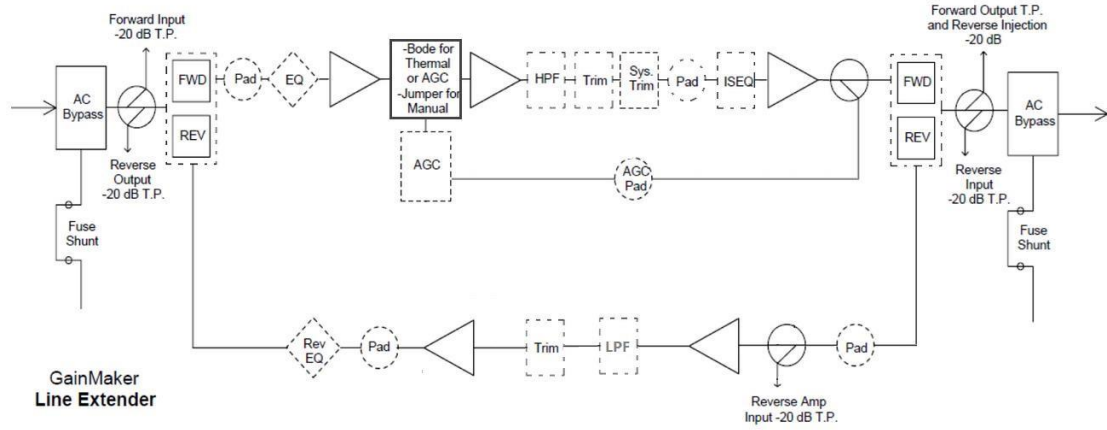 Forward Input
-20 dB T.P.
Forward Output T.P.
and Reverse Injection
-20 dB
AC
Bypass
FWD
REV
Pad
EQ
-Bode for
Thermal
or AGC
-Jumper for
Manual
HPF
Trim
Sys.
Trim
Pad
ISEQ
FWD
REV
AC
Bypass
Reverse
Output
-20 dB T.P.
AGC
AGC
Pad
Reverse
Input
-20 dB T.P.
Fuse
Shunt
Fuse
Shunt
Rev
EQ
Pad
Trim
LPF
Pad
Reverse Amp
Input -20 dB T.P.
GainMaker
Line Extender